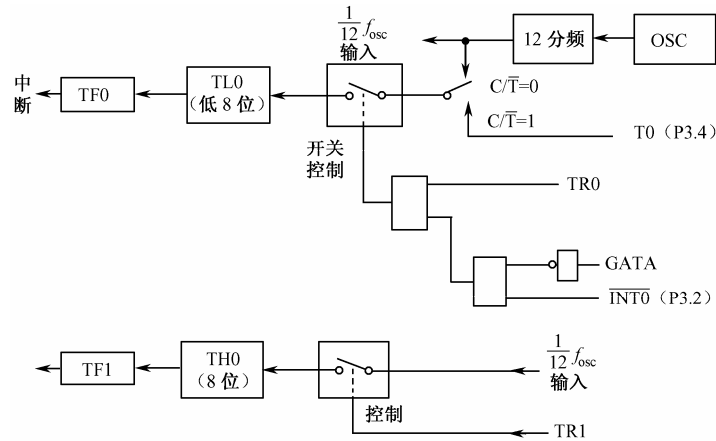 1/12 fosc
输入
12 分频
OSC
中断
TF0
TL0
(低 8 位)
C/T̅=0
C/T̅=1
T0 (P3.4)
开关
控制
TR0
GATA
I̅N̅T̅0̅ (P3.2)
TF1
TH0
(8 位)
1/12 fosc
输入
控制
TR1